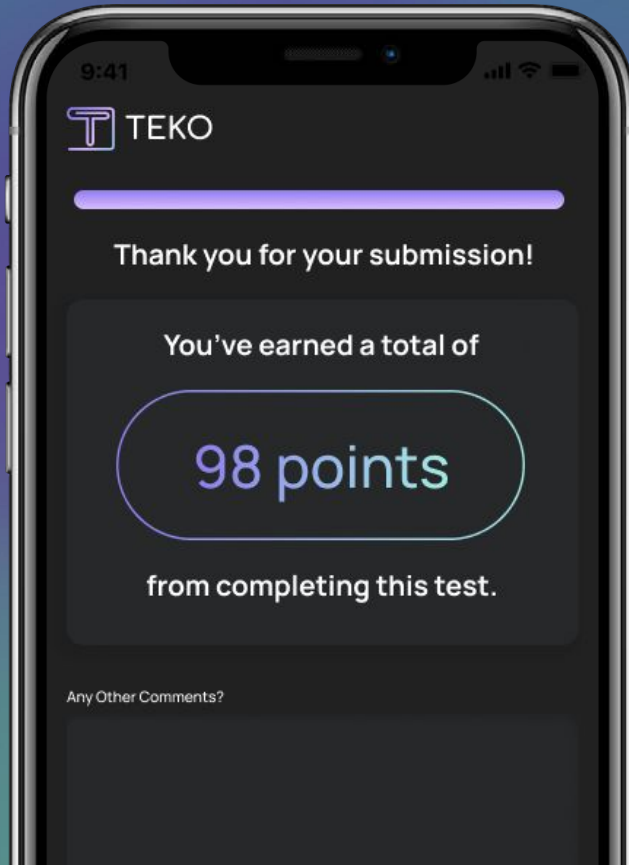 9:41
TEKO
Thank you for your submission!
You've earned a total of
98 points
from completing this test.
Any Other Comments?